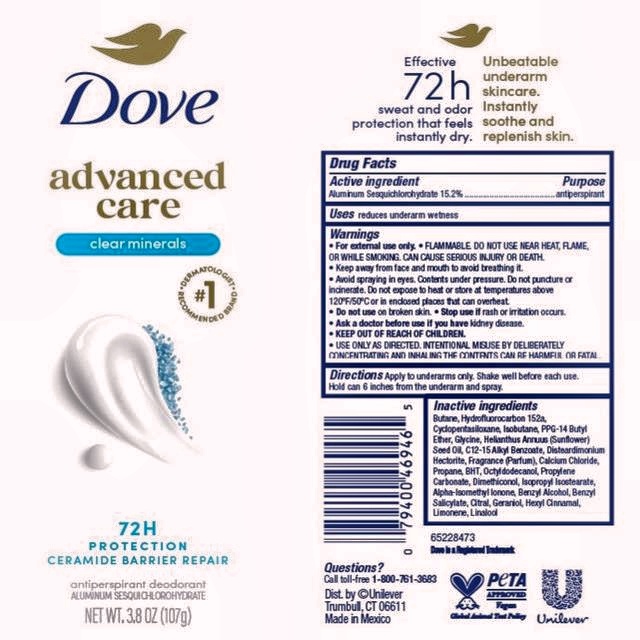 Dove
advanced
care
clear minerals
• DERMATOLOGIST •
#1
RECOMMENDED BRAND
72H
PROTECTION
CERAMIDE BARRIER REPAIR
antiperspirant deodorant
ALUMINUM SESQUICHLOROHYDRATE
NET WT. 3.8 OZ (107g)
Effective
72h
sweat and odor
protection that feels
instantly dry.
Unbeatable
underarm
skincare.
Instantly
soothe and
replenish skin.
Drug Facts
Active ingredient Purpose
Aluminum Sesquichlorohydrate 15.2% ........ antiperspirant
Uses reduces underarm wetness
Warnings
• For external use only. • FLAMMABLE. DO NOT USE NEAR HEAT, FLAME,
OR WHILE SMOKING. CAN CAUSE SERIOUS INJURY OR DEATH.
• Keep away from face and mouth to avoid breathing it.
• Avoid spraying in eyes. Contents under pressure. Do not puncture or
incinerate. Do not expose to heat or store at temperatures above
120ºF/50ºC or in enclosed places that can overheat.
• Do not use on broken skin. • Stop use if rash or irritation occurs.
• Ask a doctor before use if you have kidney disease.
• KEEP OUT OF REACH OF CHILDREN.
• USE ONLY AS DIRECTED. INTENTIONAL MISUSE BY DELIBERATELY
CONCENTRATING AND INHALING THE CONTENTS CAN BE HARMFUL OR FATAL.
Directions Apply to underarms only. Shake well before each use.
Hold can 6 inches from the underarm and spray.
0 79400 46946 5
Inactive ingredients
Butane, Hydrofluorocarbon 152a,
Cyclopentasiloxane, Isobutane, PPG-14 Butyl
Ether, Glycine, Helianthus Annuus (Sunflower)
Seed Oil, C12-15 Alkyl Benzoate, Disteardimonium
Hectorite, Fragrance (Parfum), Calcium Chloride,
Propane, BHT, Octyldodecanol, Propylene
Carbonate, Dimethiconol, Isopropyl Isostearate,
Alpha-Isomethyl Ionone, Benzyl Alcohol, Benzyl
Salicylate, Citral, Geraniol, Hexyl Cinnamal,
Limonene, Linalool
65228473
Dove is a Registered Trademark
Questions?
Call toll-free 1-800-761-3683
Dist. by ©Unilever
Trumbull, CT 06611
Made in Mexico
PETA
APPROVED
Vegan
Global Animal Test Policy
Unilever